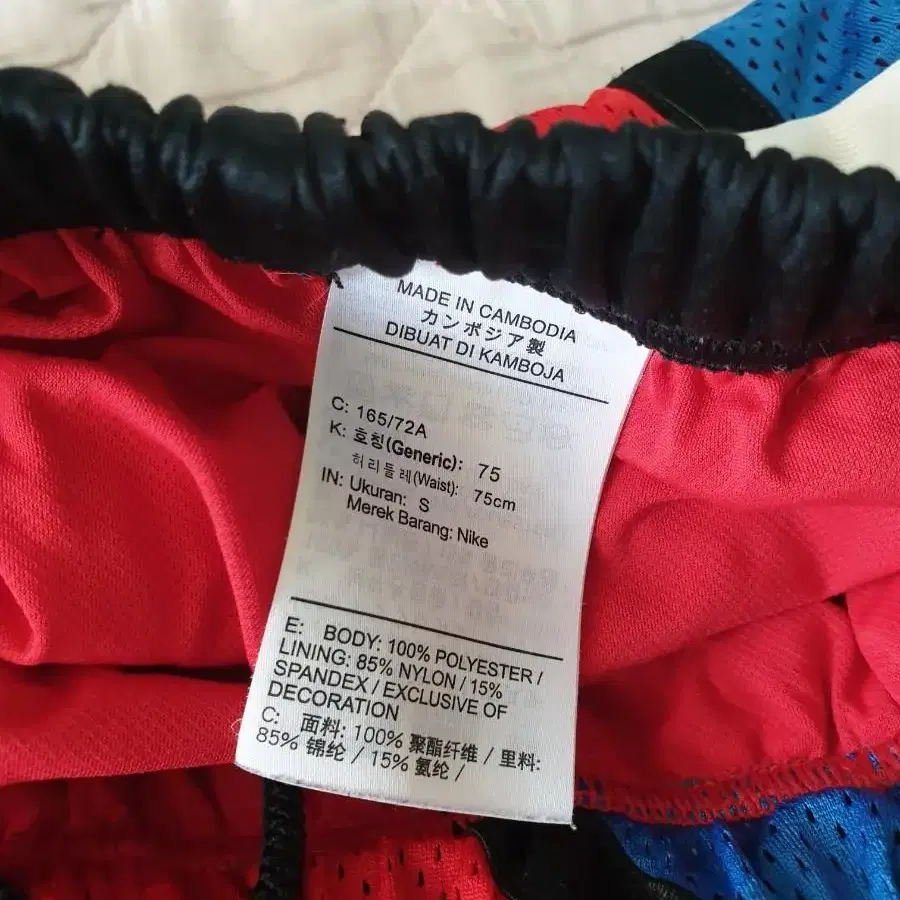 MADE IN CAMBODIA
カンボジア製
DIBUAT DI KAMBOJA
C: 165/72A
K: 호칭(Generic): 75
허리둘레(Waist): 75cm
IN: Ukuran: S
Merek Barang: Nike
E: BODY: 100% POLYESTER /
LINING: 85% NYLON / 15%
SPANDEX / EXCLUSIVE OF
DECORATION
C: 面料: 100% 聚酯纤维 / 里料:
85% 锦纶 / 15% 氨纶 /